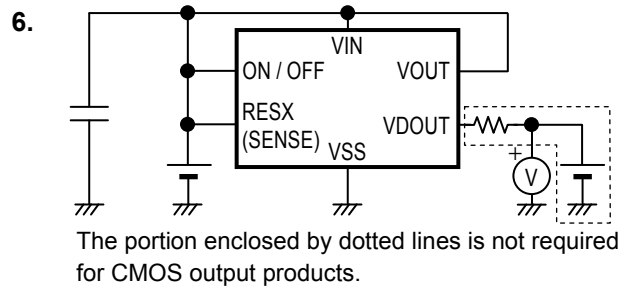 6.
VIN
ON / OFF
VOUT
RESX
(SENSE)
VDOUT
VSS
+
V
The portion enclosed by dotted lines is not required
for CMOS output products.